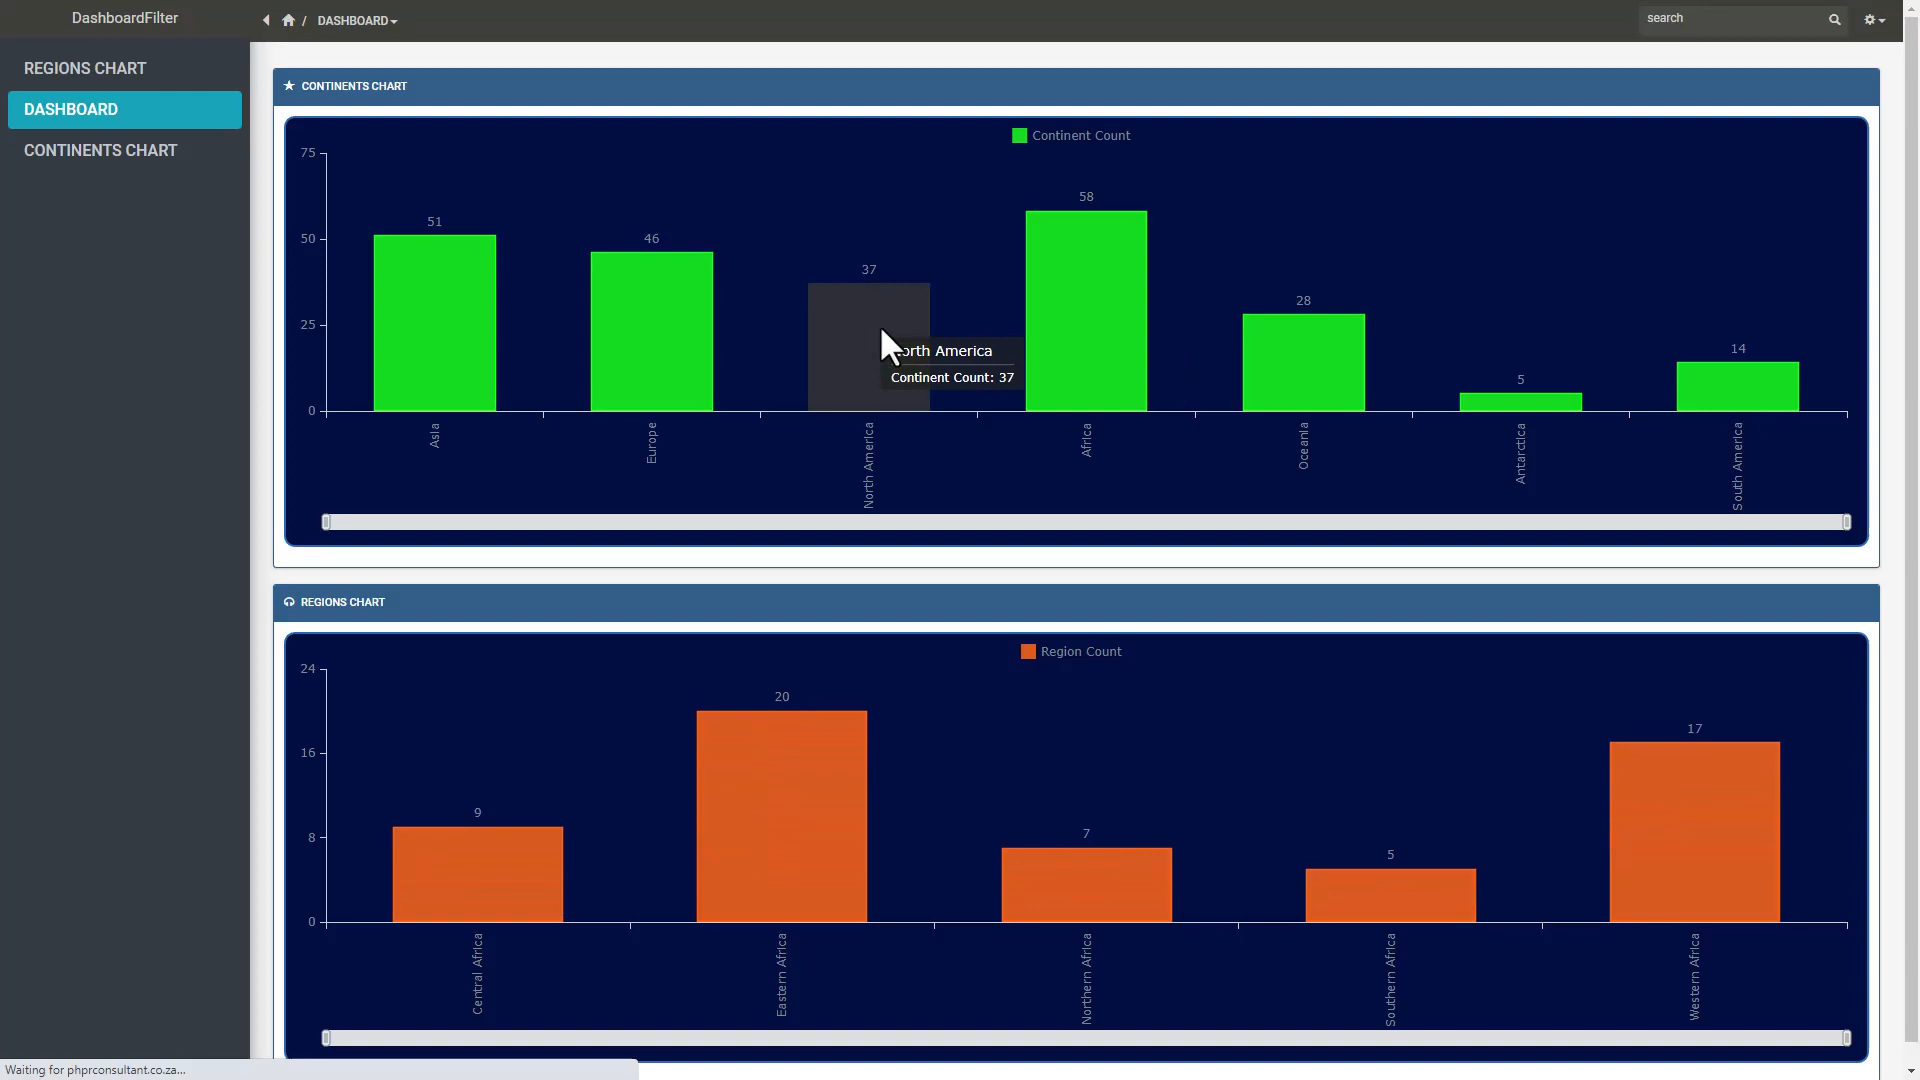 DashboardFilter
/ DASHBOARD
search
REGIONS CHART
DASHBOARD
CONTINENTS CHART
CONTINENTS CHART
Continent Count
75
50
25
0
51
46
37
58
28
5
14
orth America
Continent Count: 37
Asia
Europe
North America
Africa
Oceania
Antarctica
South America
REGIONS CHART
Region Count
24
16
8
0
9
20
7
5
17
Central Africa
Eastern Africa
Northern Africa
Southern Africa
Western Africa
Waiting for phprconsultant.co.za...